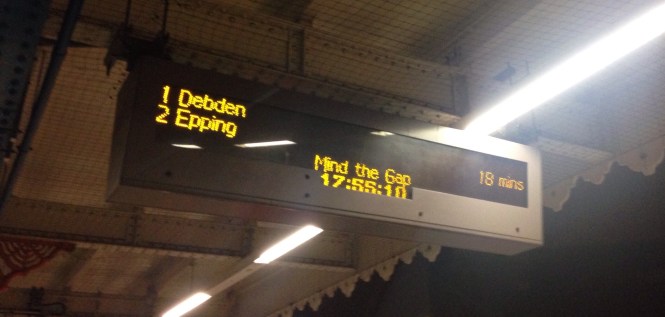 1 Debden
2 Epping 18 mins
Mind the Gap
17:55:10